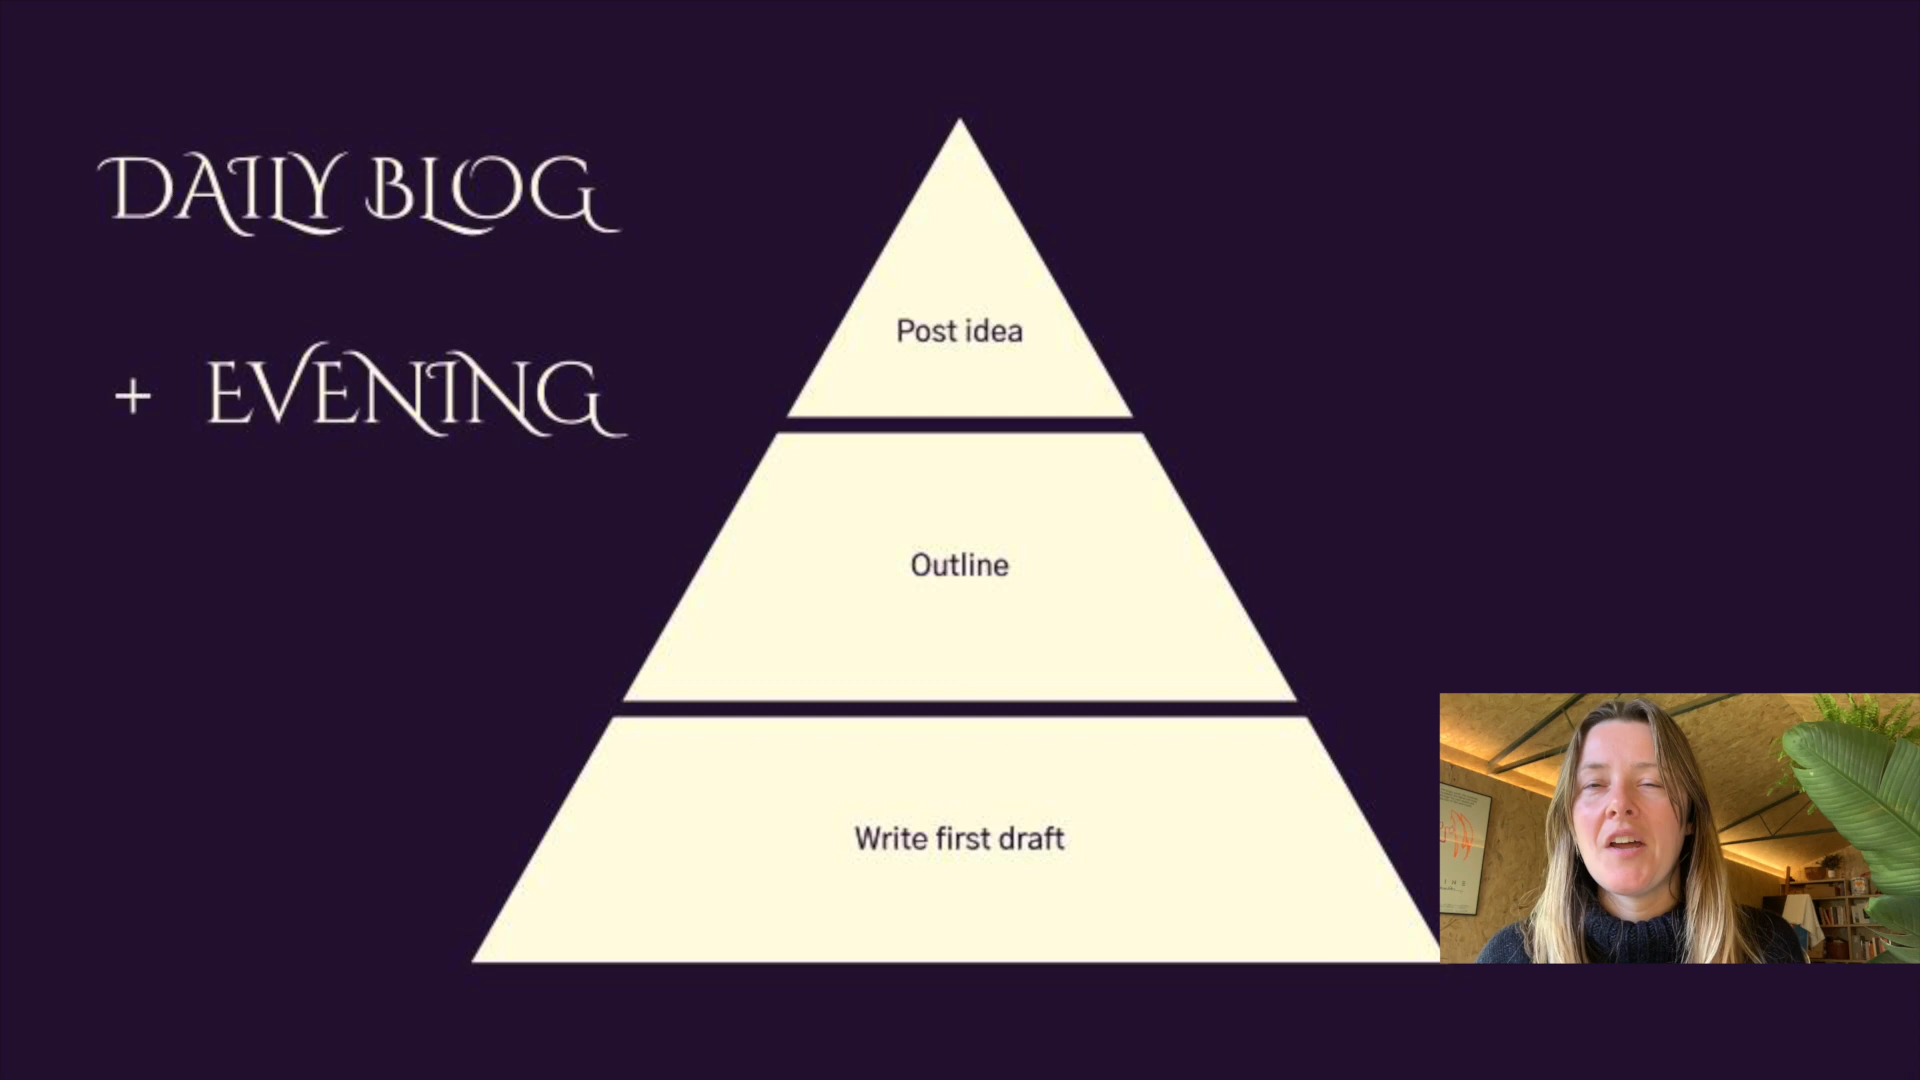 DAILY BLOG
+ EVENING
Post idea
Outline
Write first draft